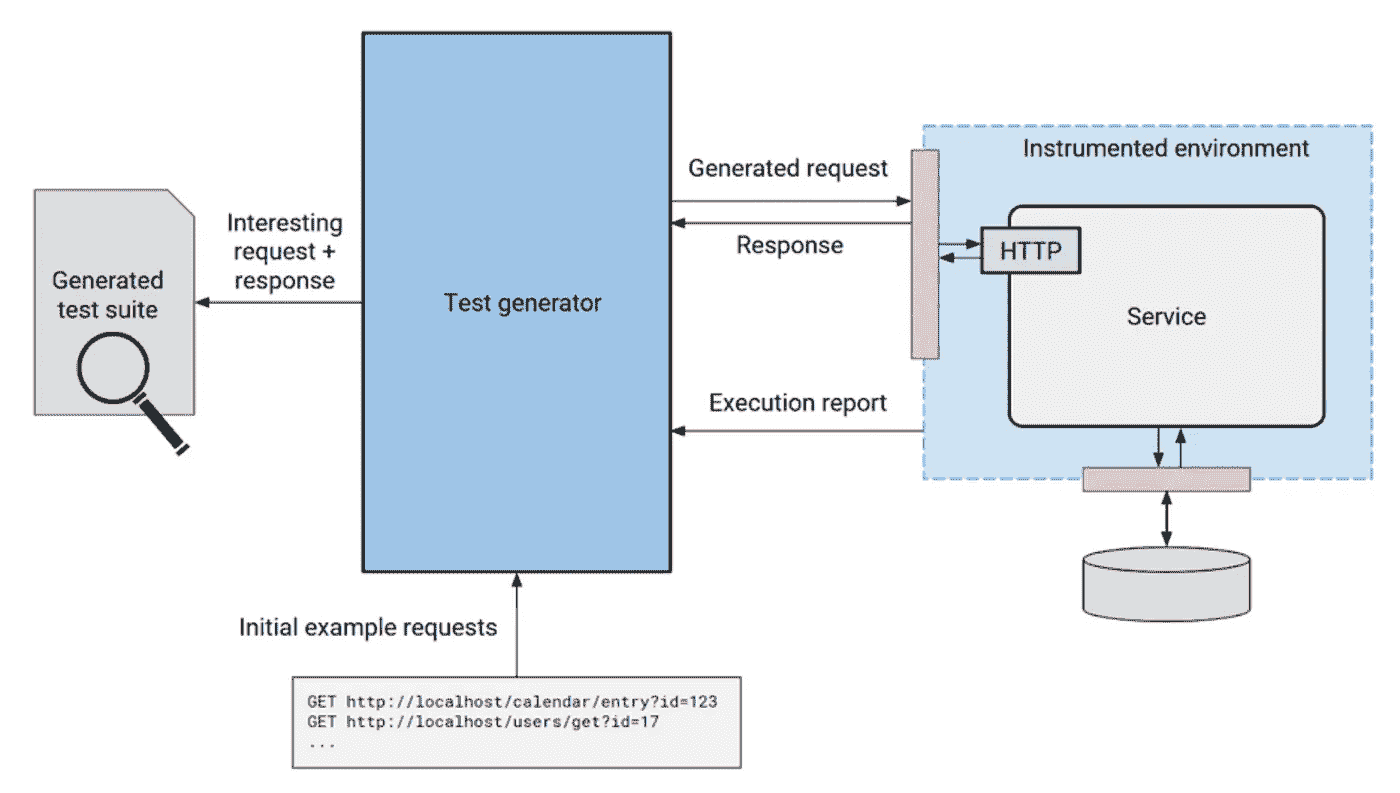 Instrumented environment
Generated request
Response
HTTP
Service
Execution report
Interesting
request +
response
Generated
test suite
Test generator
Initial example requests
GET http://localhost/calendar/entry?id=123
GET http://localhost/users/get?id=17
...